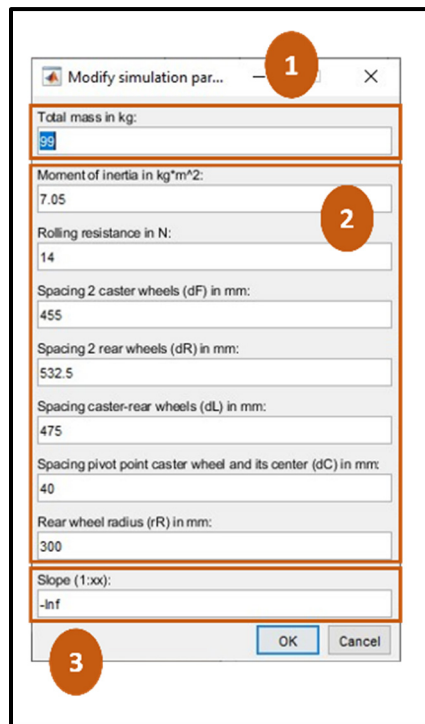 Modify simulation par...
1
Total mass in kg:
99
Moment of inertia in kg*m^2:
7.05
2
Rolling resistance in N:
14
Spacing 2 caster wheels (dF) in mm:
455
Spacing 2 rear wheels (dR) in mm:
532.5
Spacing caster-rear wheels (dL) in mm:
475
Spacing pivot point caster wheel and its center (dC) in mm:
40
Rear wheel radius (rR) in mm:
300
Slope (1:xx):
-Inf
OK Cancel
3